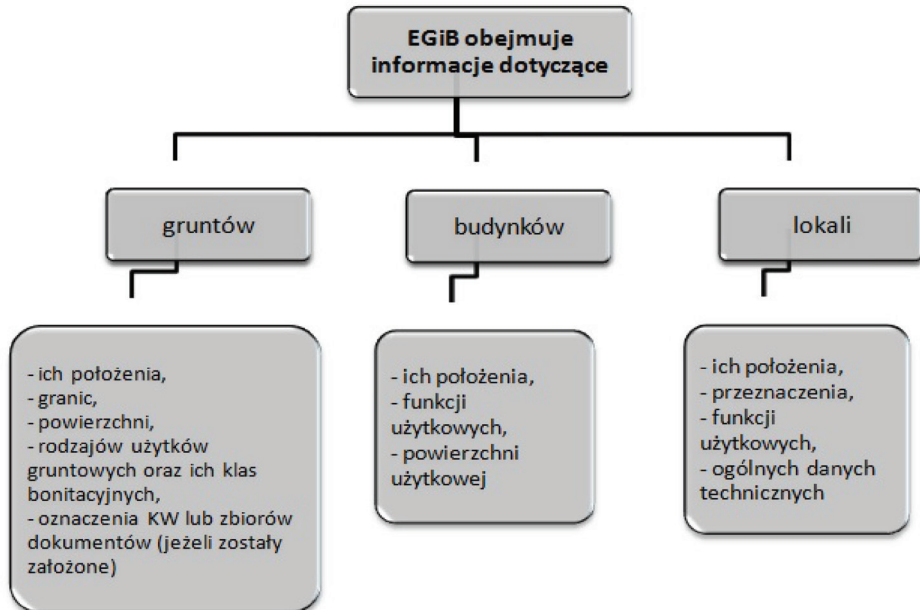 EGiB obejmuje
informacje dotyczące
gruntów
budynków
lokali
- ich położenia,
- granic,
- powierzchni,
- rodzajów użytków
gruntowych oraz ich klas
bonitacyjnych,
- oznaczenia KW lub zbiorów
dokumentów (jeżeli zostały
założone)
- ich położenia,
- funkcji
użytkowych,
- powierzchni
użytkowej
- ich położenia,
- przeznaczenia,
- funkcji
użytkowych,
- ogólnych danych
technicznych